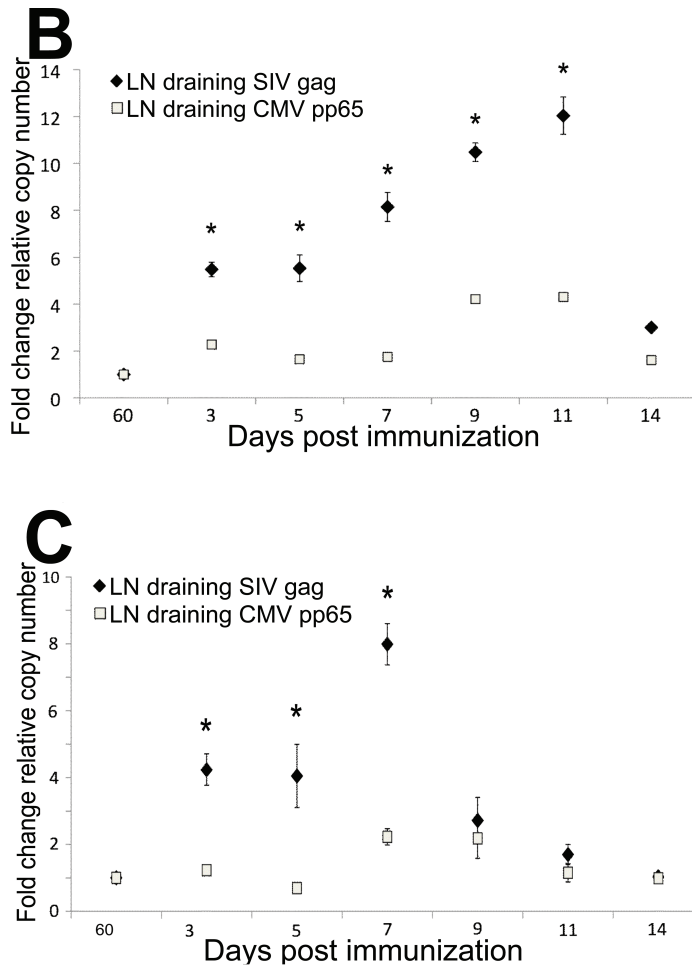 B
Fold change relative copy number
14
12
10
8
6
4
2
0
LN draining SIV gag
LN draining CMV pp65
*
*
*
*
*
60 3 5 7 9 11 14
Days post immunization
C
Fold change relative copy number
10
8
6
4
2
0
LN draining SIV gag
LN draining CMV pp65
*
*
*
60 3 5 7 9 11 14
Days post immunization